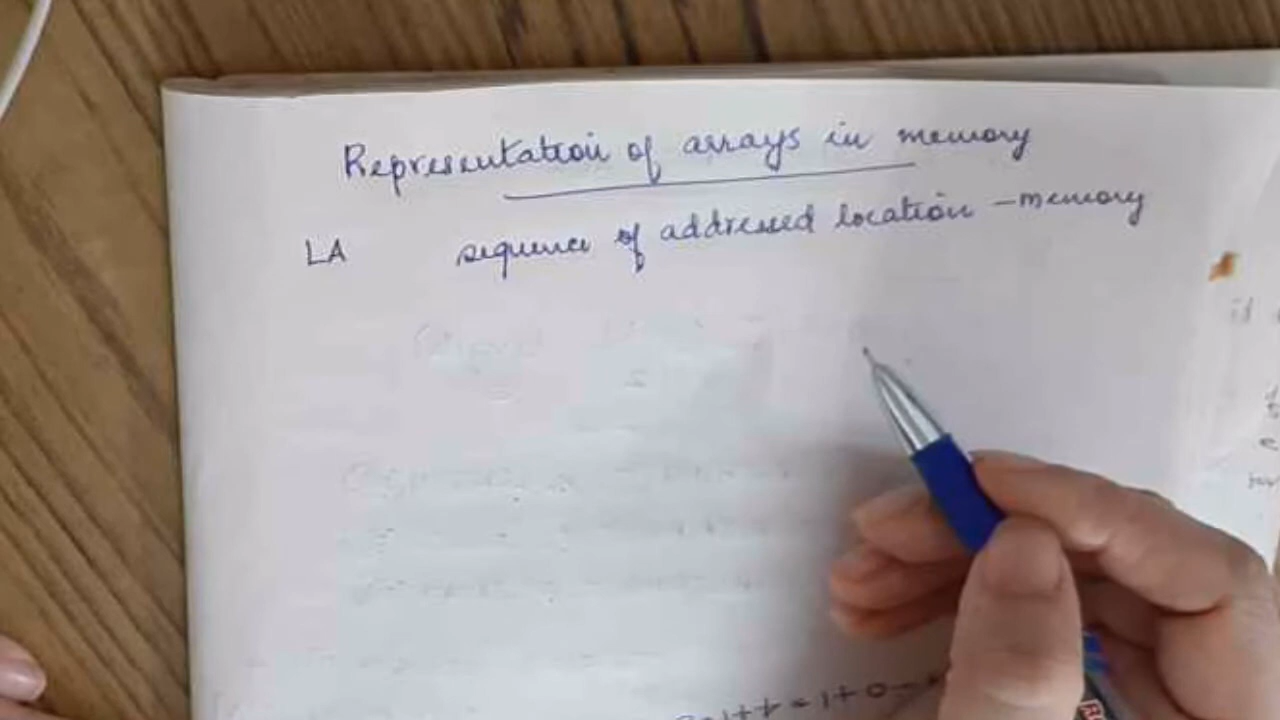 Representation of arrays in memory
LA sequence of addressed location - memory